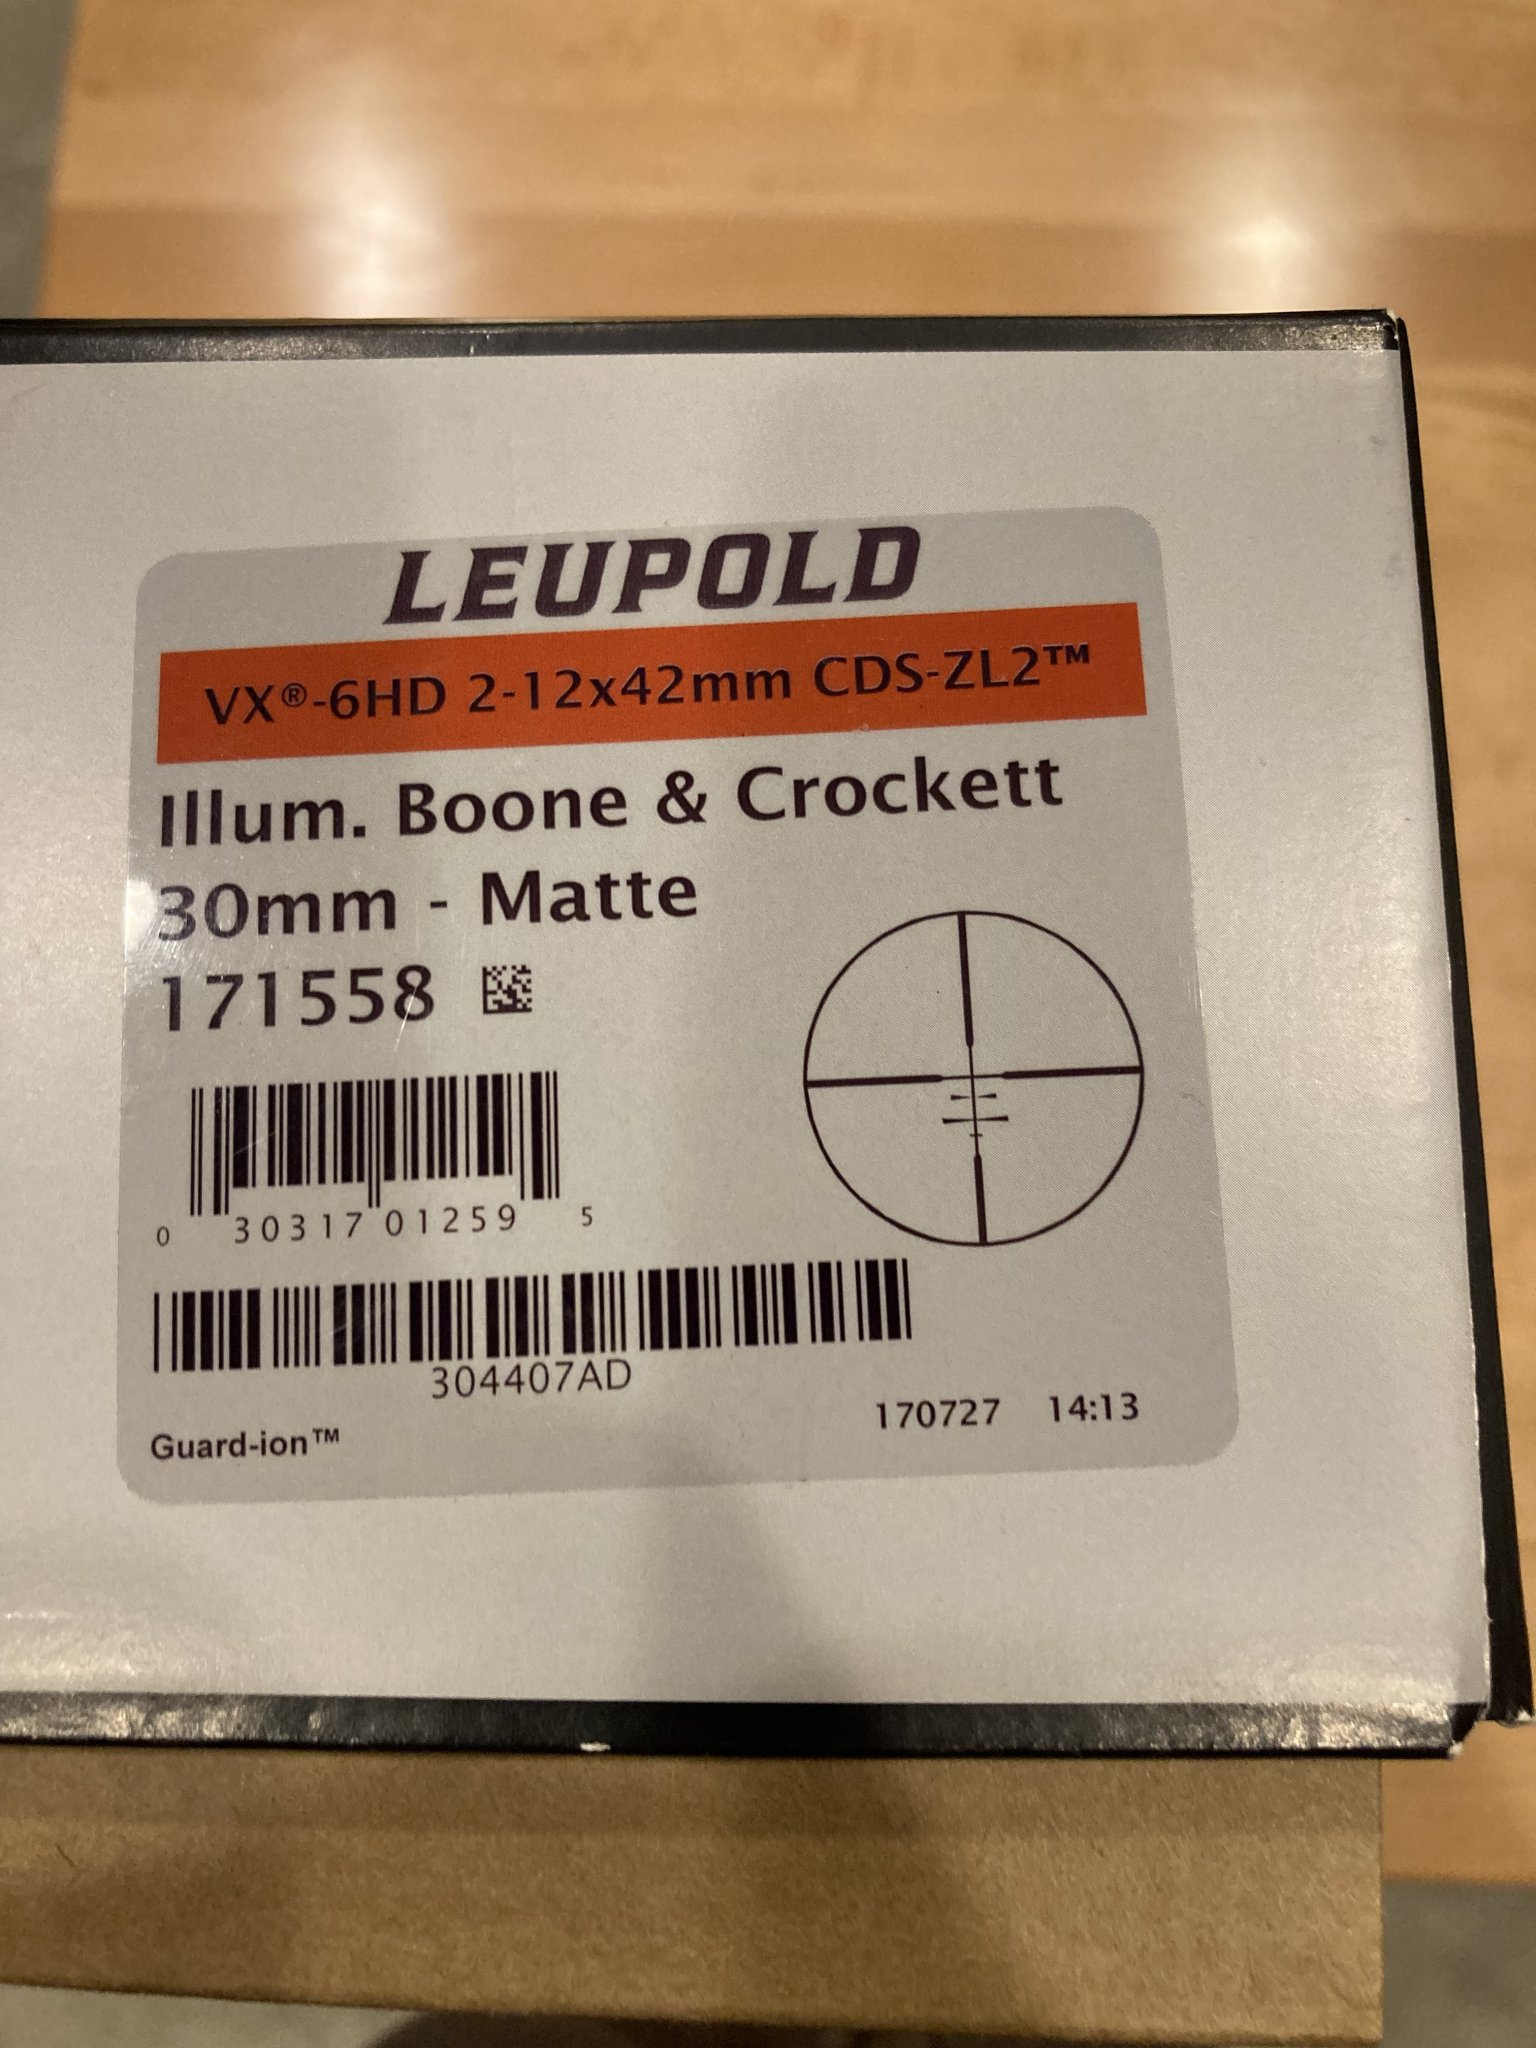 LEUPOLD
VX®-6HD 2-12x42mm CDS-ZL2™
Illum. Boone & Crockett
30mm - Matte
171558
0 30317 01259 5
304407AD
170727 14:13
Guard-ion™